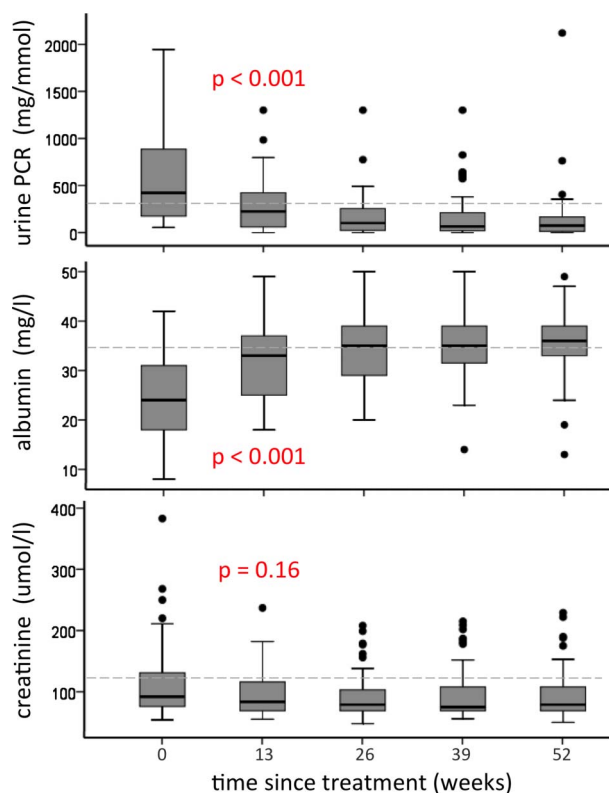 urine PCR (mg/mmol)
2000
1500
1000
500
0
p < 0.001
albumin (mg/l)
50
40
30
20
10
p < 0.001
creatinine (umol/l)
400
300
200
100
p = 0.16
0 13 26 39 52
time since treatment (weeks)